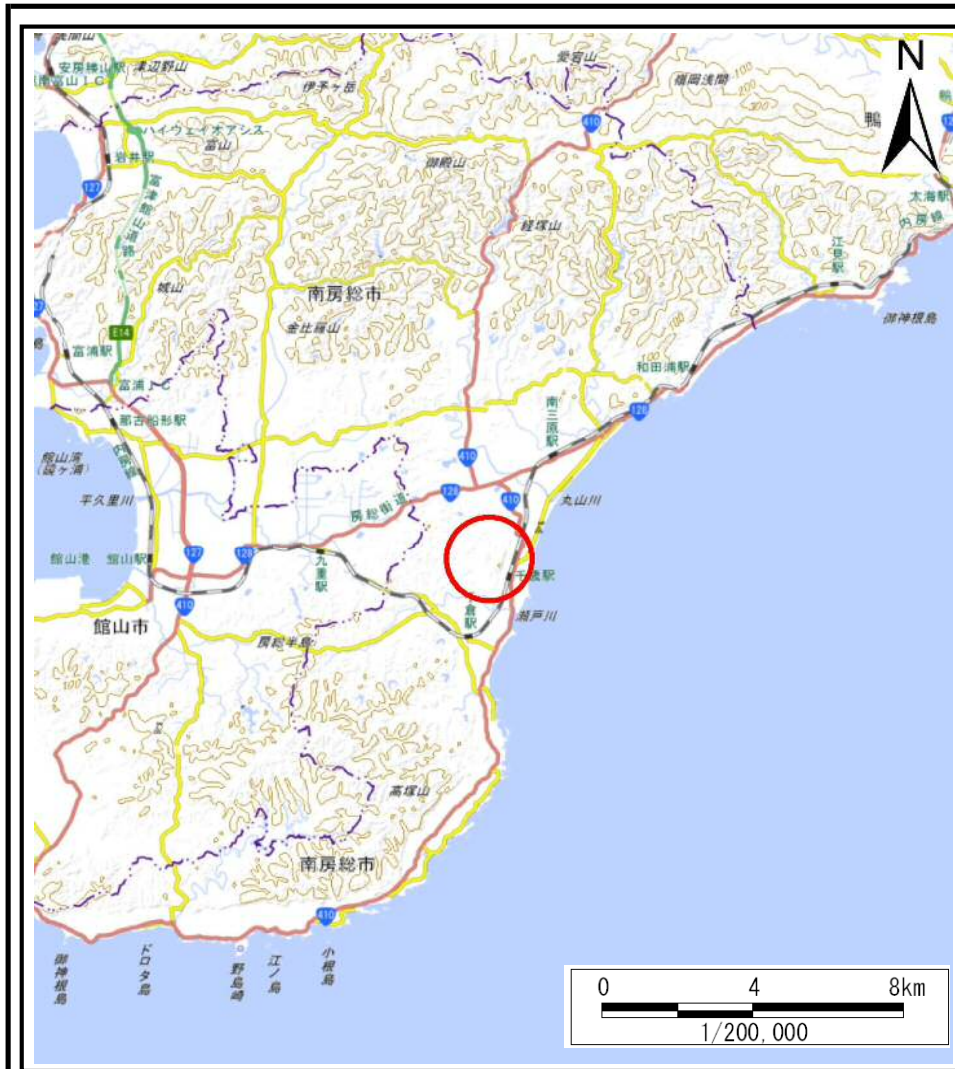 安房勝山駅
津辺野山
愛宕山
嶺岡浅間
N
伊予ヶ岳
410
ハイウェイオアシス
富山
鴨
岩井駅
御殿山
127
太海駅
内房線
富津館山道路
経塚山
江見駅
城山
南房総市
御神根島
金比羅山
E14
富浦駅
和田浦駅
富浦ＪＣ
128
那古船形駅
南三原駅
内房線
館山湾
(鏡ヶ浦)
410
128
410
平久里川
房総街道
丸山川
館山港
館山駅
127
128
九重駅
千歳駅
410
倉駅
瀬戸川
館山市
房総半島
高塚山
南房総市
410
御神根島
ドロタ島
野島崎
江ノ島
小根島
0 4 8km
1/200,000